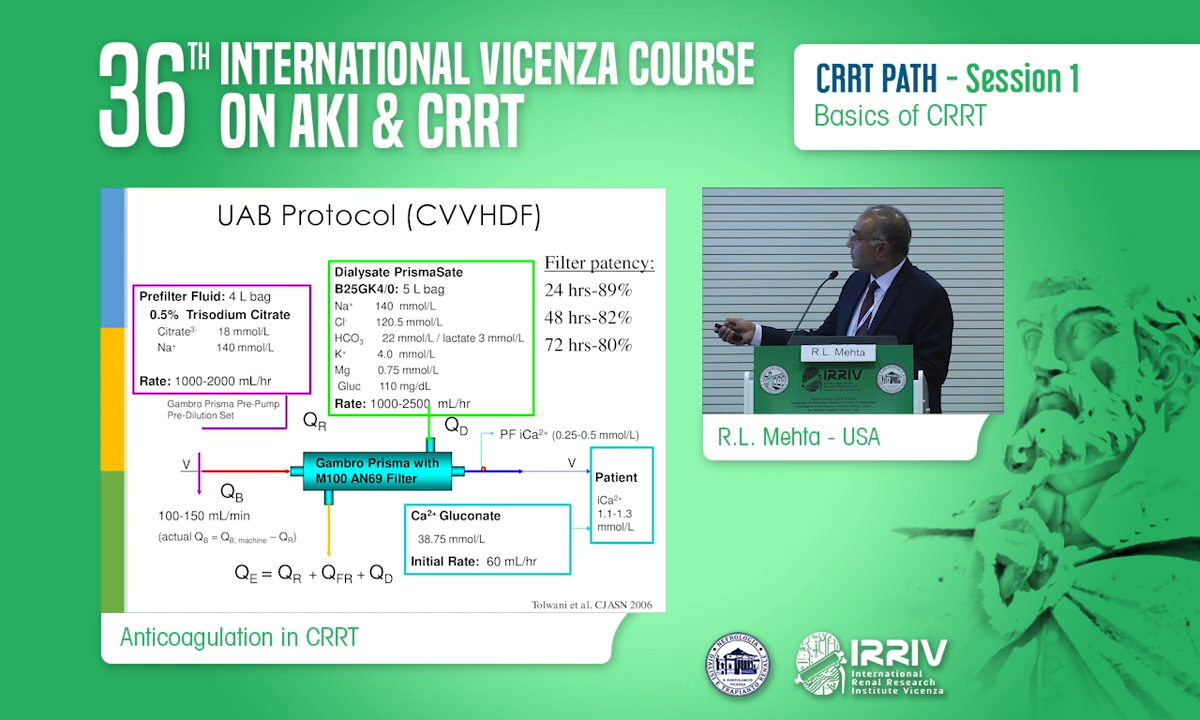 36TH INTERNATIONAL VICENZA COURSE
ON AKI & CRRT
CRRT PATH - Session 1
Basics of CRRT
UAB Protocol (CVVHDF)
Prefilter Fluid: 4 L bag
0.5% Trisodium Citrate
Citrate3- 18 mmol/L
Na+ 140 mmol/L
Rate: 1000-2000 mL/hr
Gambro Prisma Pre-Pump
Pre-Dilution Set
Dialysate PrismaSate
B25GK4/0: 5 L bag
Na+ 140 mmol/L
Cl- 120.5 mmol/L
HCO3 22 mmol/L / lactate 3 mmol/L
K+ 4.0 mmol/L
Mg 0.75 mmol/L
Gluc 110 mg/dL
Rate: 1000-2500 mL/hr
Filter patency:
24 hrs-89%
48 hrs-82%
72 hrs-80%
QR
QD
PF iCa2+ (0.25-0.5 mmol/L)
V
Gambro Prisma with
M100 AN69 Filter
V
QB
100-150 mL/min
(actual QB = QB, machine – QR)
Patient
iCa2+
1.1-1.3
mmol/L
Ca2+ Gluconate
38.75 mmol/L
Initial Rate: 60 mL/hr
QE = QR + QFR + QD
Tolwani et al. CJASN 2006
Anticoagulation in CRRT
R.L. Mehta
IRRIV
R.L. Mehta - USA
NEFROLOGIA
DIALISI E TRAPIANTO RENALE
S. BORTOLO VICENZA
IRRIV
International
Renal Research
Institute Vicenza